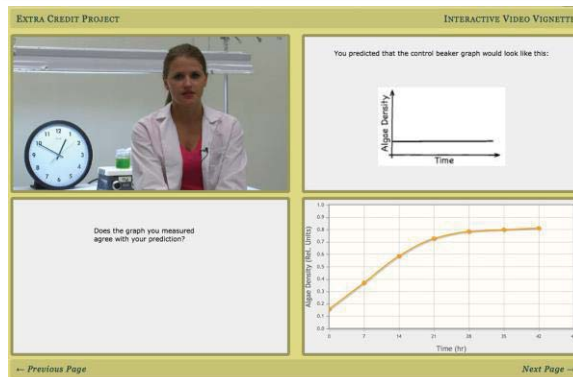 EXTRA CREDIT PROJECT
INTERACTIVE VIDEO VIGNETTE
You predicted that the control beaker graph would look like this:
Algae Density
Time
Does the graph you measured
agree with your prediction?
Algae Density (Rel. Units)
1.0
0.9
0.8
0.7
0.6
0.5
0.4
0.3
0.2
0.1
0.0
0 7 14 21 28 35 42
Time (hr)
← Previous Page
Next Page →